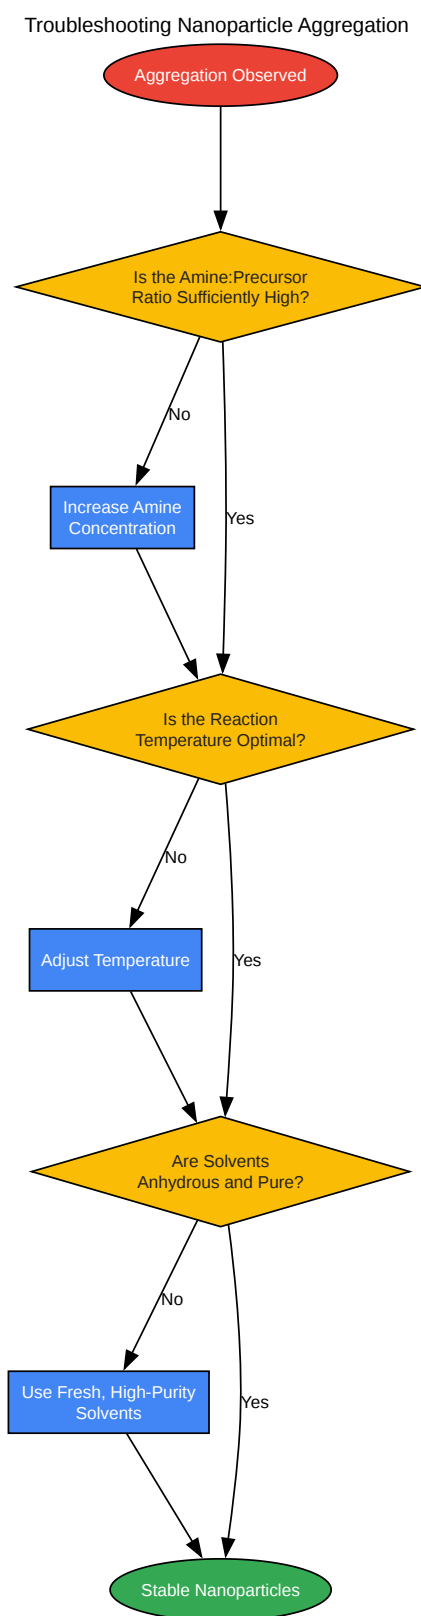 Troubleshooting Nanoparticle Aggregation
Aggregation Observed
Is the Amine:Precursor
Ratio Sufficiently High?
No
Increase Amine
Concentration
Yes
Is the Reaction
Temperature Optimal?
No
Adjust Temperature
Yes
Are Solvents
Anhydrous and Pure?
No
Use Fresh, High-Purity
Solvents
Yes
Stable Nanoparticles